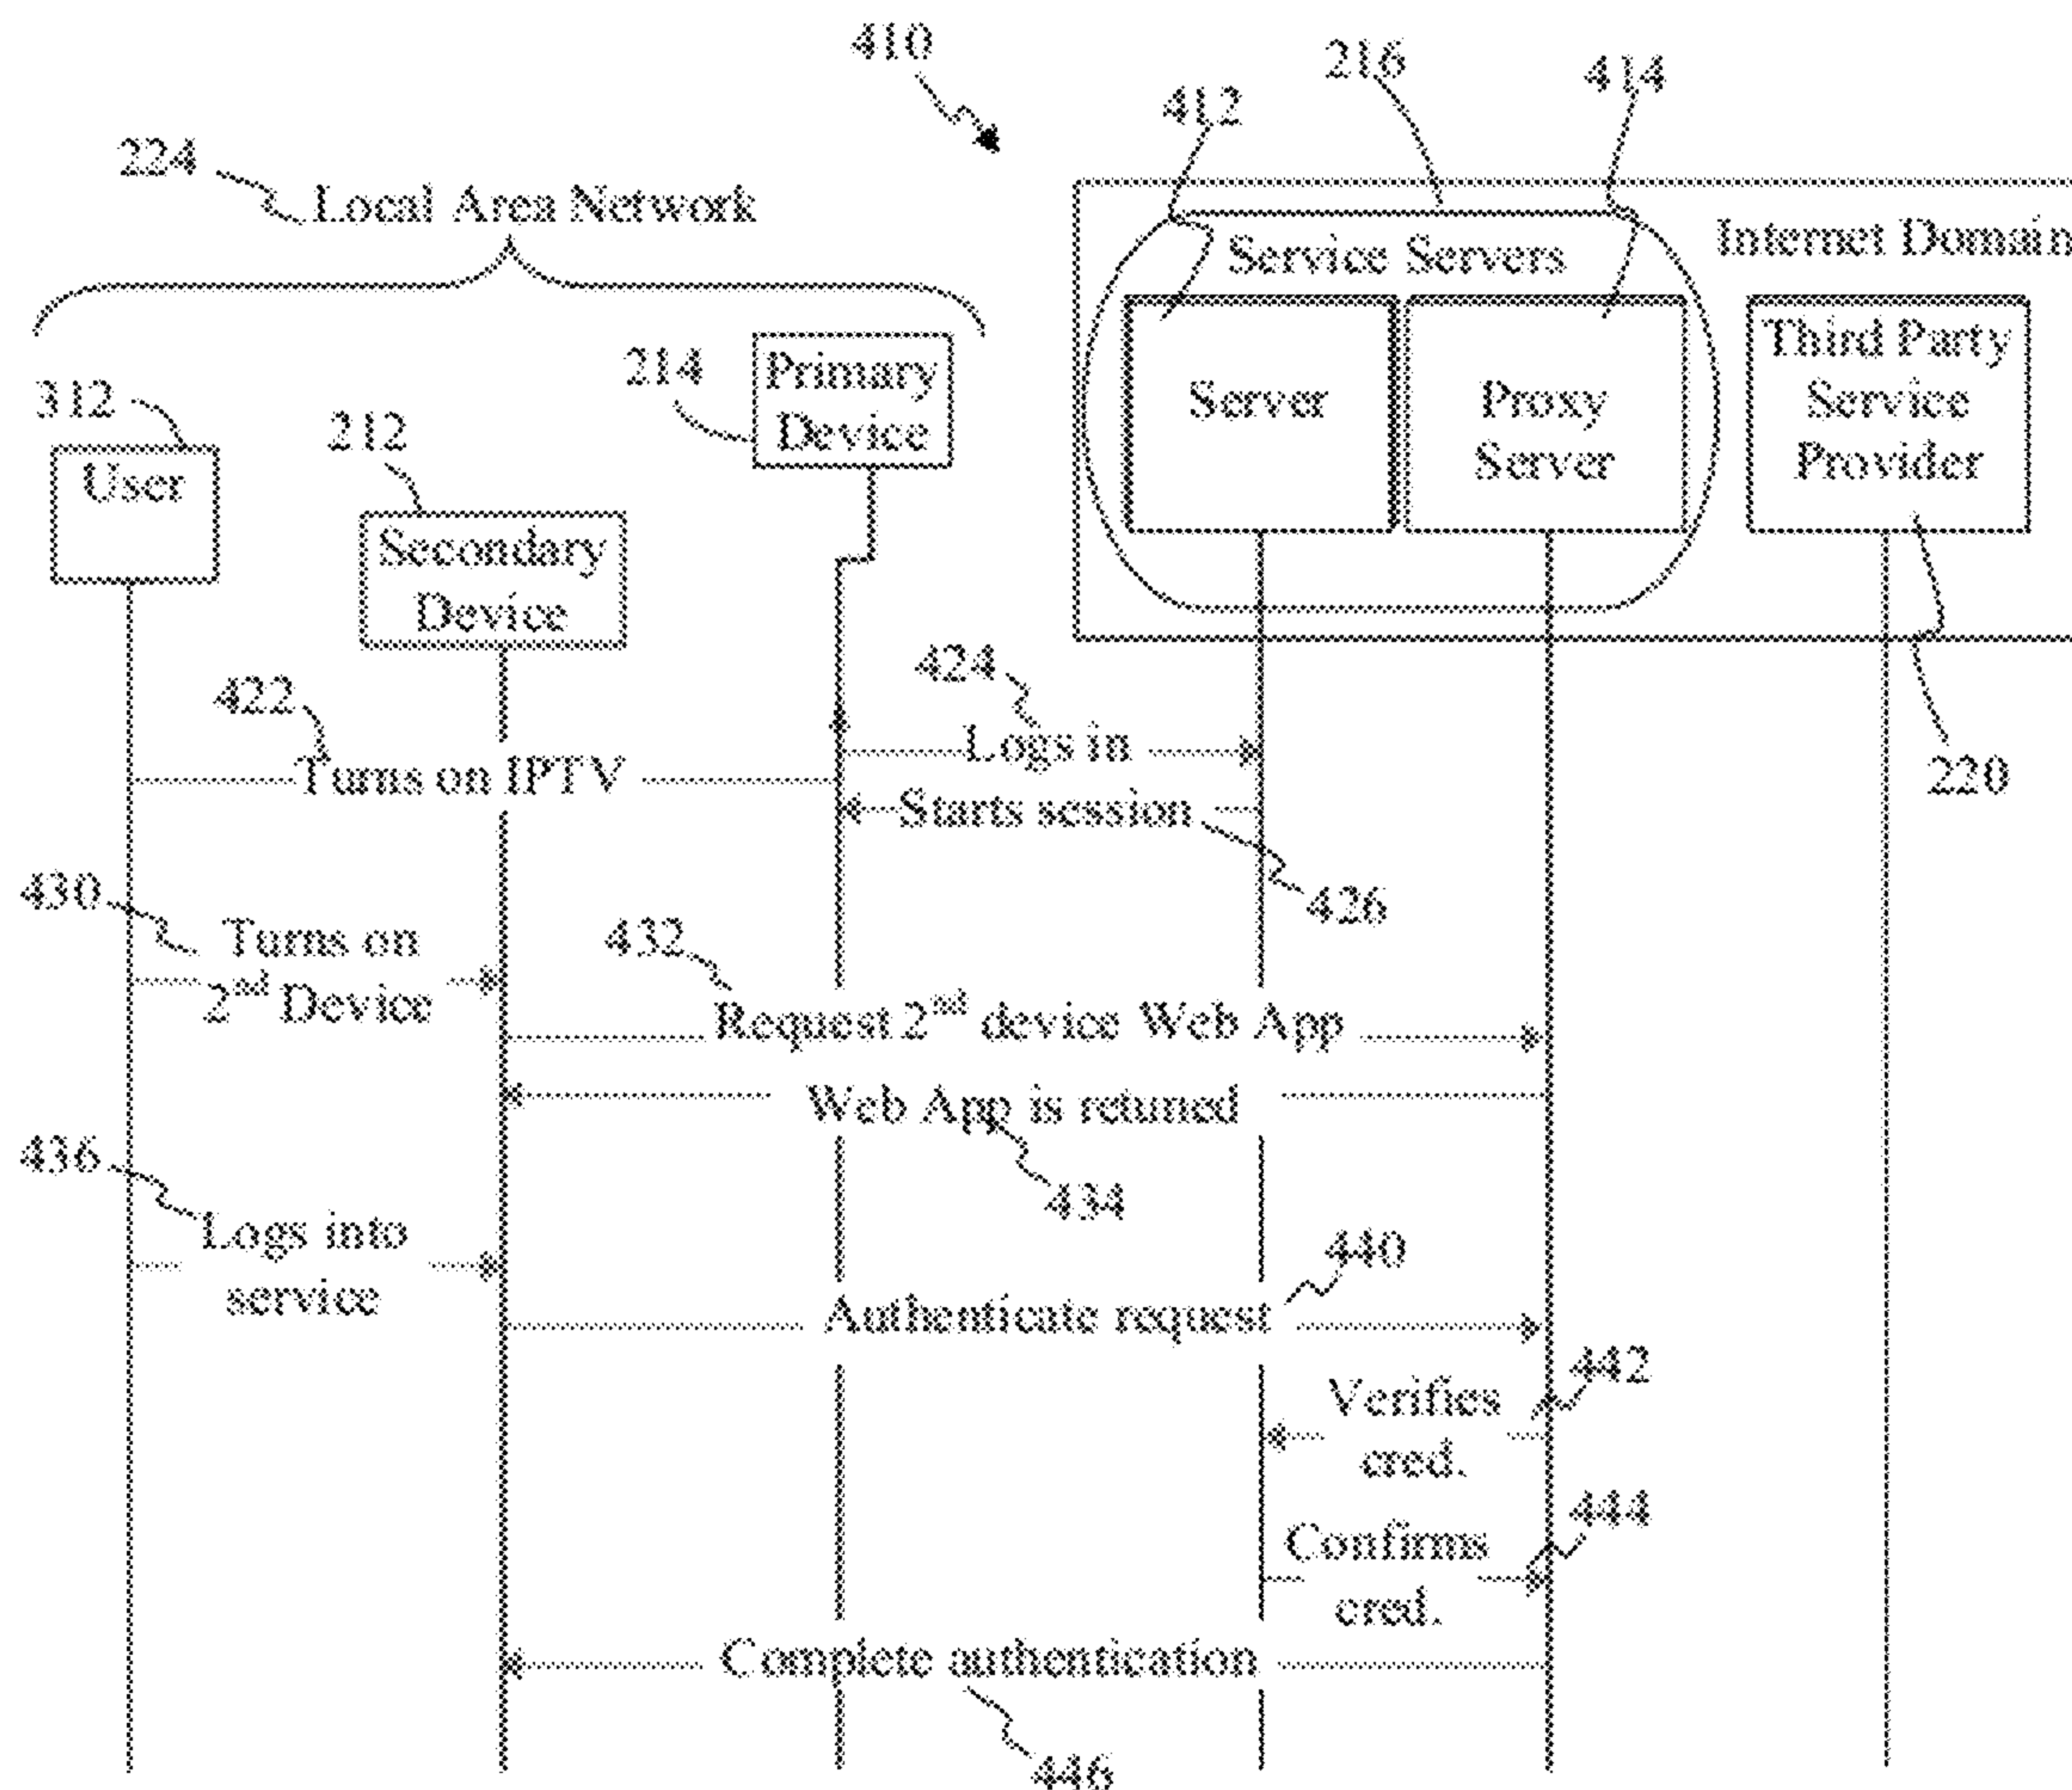 410
216
414
412
224
Local Area Network
Internet Domain
Service Servers
Primary
Device
214
Third Party
Service
Provider
Server
Proxy
Server
312
User
212
Secondary
Device
424
422
Logs in
Turns on IPTV
220
Starts session
430
426
Turns on
2nd Device
432
Request 2nd device Web App
Web App is retuned
436
434
Logs into
service
440
Authenticate request
442
Verifies
cred.
444
Confirms
cred.
Complete authentication
446